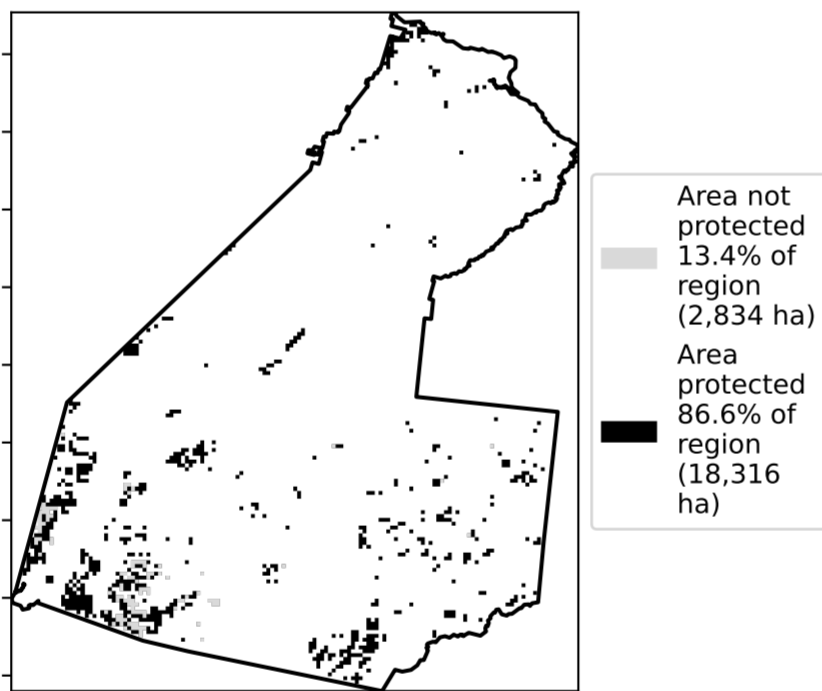 Area not
protected
13.4% of
region
(2,834 ha)
Area
protected
86.6% of
region
(18,316
ha)